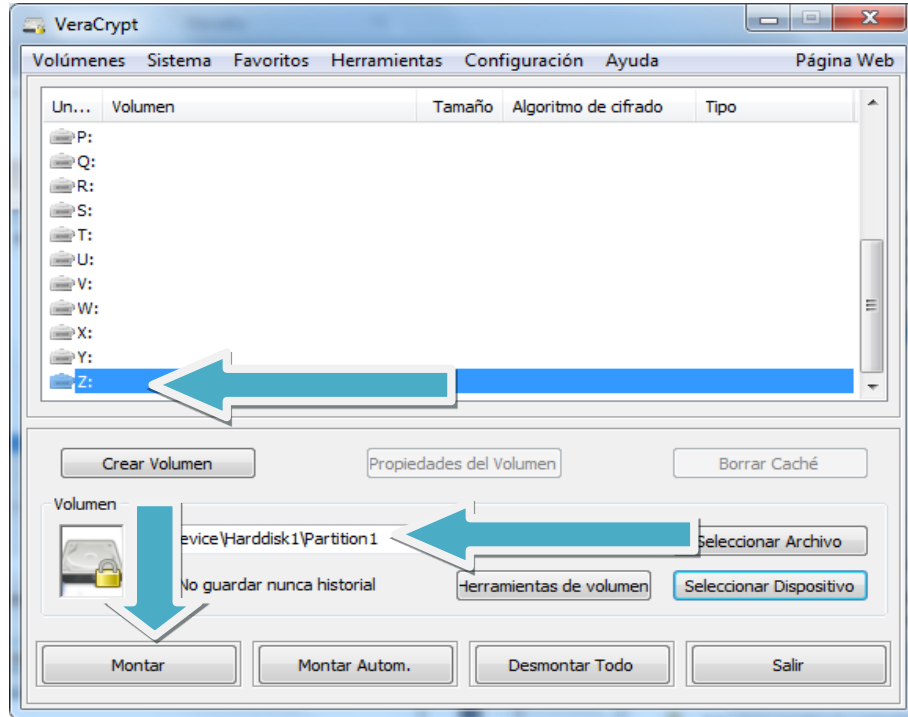 VeraCrypt
Volúmenes Sistema Favoritos Herramientas Configuración Ayuda Página Web
Un... Volumen Tamaño Algoritmo de cifrado Tipo
P:
Q:
R:
S:
T:
U:
V:
W:
X:
Y:
Z:
Crear Volumen Propiedades del Volumen Borrar Caché
Volumen
evice\Harddisk1\Partition1 Seleccionar Archivo
No guardar nunca historial Herramientas de volumen Seleccionar Dispositivo
Montar Montar Autom. Desmontar Todo Salir